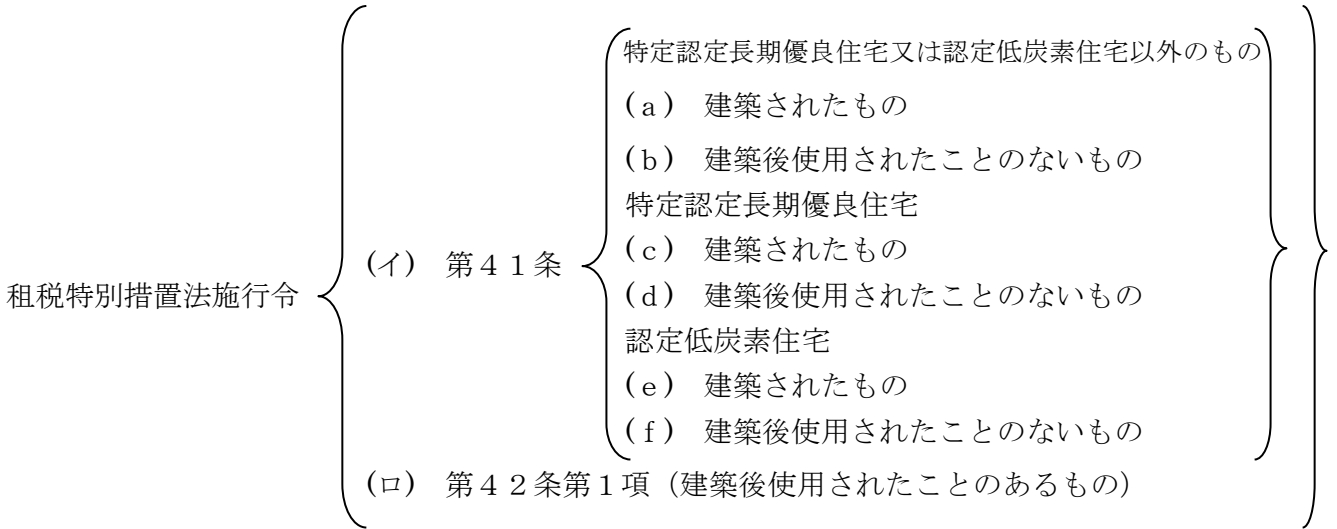 特定認定長期優良住宅又は認定低炭素住宅以外のもの
(a) 建築されたもの
(b) 建築後使用されたことのないもの
特定認定長期優良住宅
(イ) 第41条
(c) 建築されたもの
租税特別措置法施行令
(d) 建築後使用されたことのないもの
認定低炭素住宅
(e) 建築されたもの
(f) 建築後使用されたことのないもの
(ロ) 第42条第1項(建築後使用されたことのあるもの)